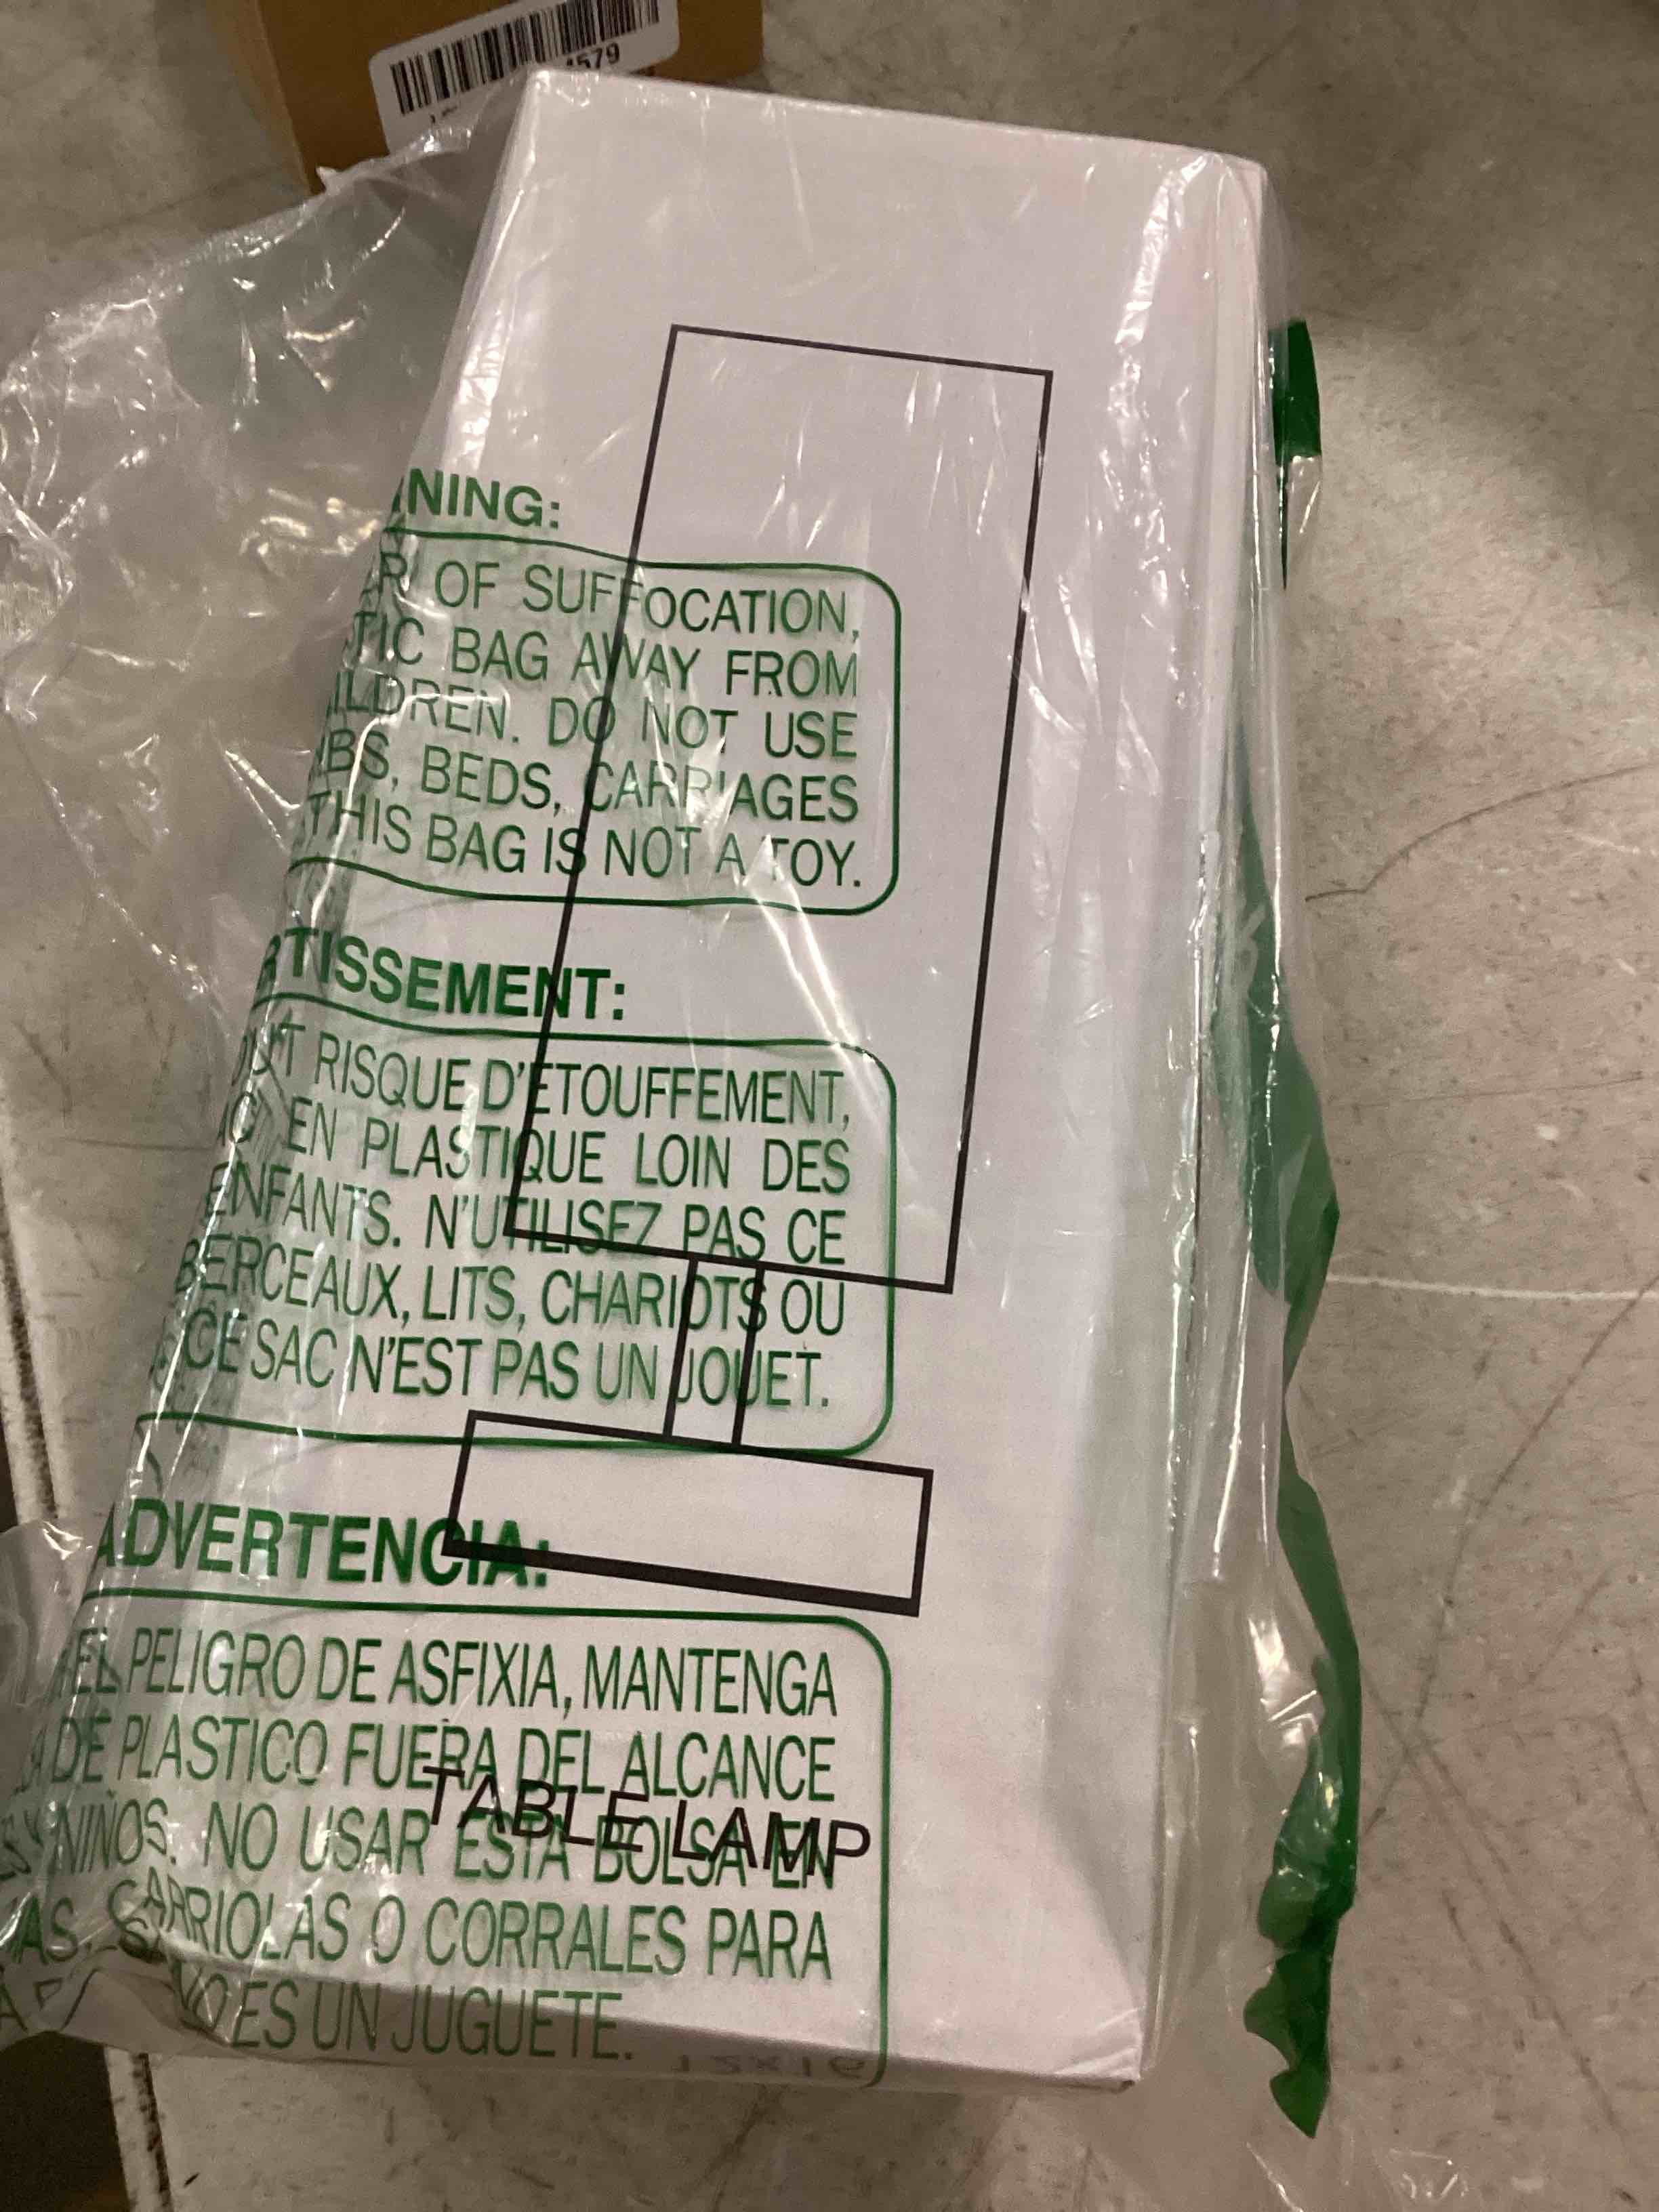 4579
NING:
OF SUFFOCATION,
TIC BAG AWAY FROM
ILDREN. DO NOT USE
IBS, BEDS, CARRIAGES
THIS BAG IS NOT A TOY.
RTISSEMENT:
OUT RISQUE D'ETOUFFEMENT,
EN PLASTIQUE LOIN DES
ENFANTS. N'UTILISEZ PAS CE
BERCEAUX, LITS, CHARIOTS OU
CE SAC N'EST PAS UN JOUET.
ADVERTENCIA:
EL PELIGRO DE ASFIXIA, MANTENGA
DE PLASTICO FUERA DEL ALCANCE
TABLE LAMP
NIÑOS. NO USAR ESTA BOLSA EN
CARRIOLAS O CORRALES PARA
NO ES UN JUGUETE.